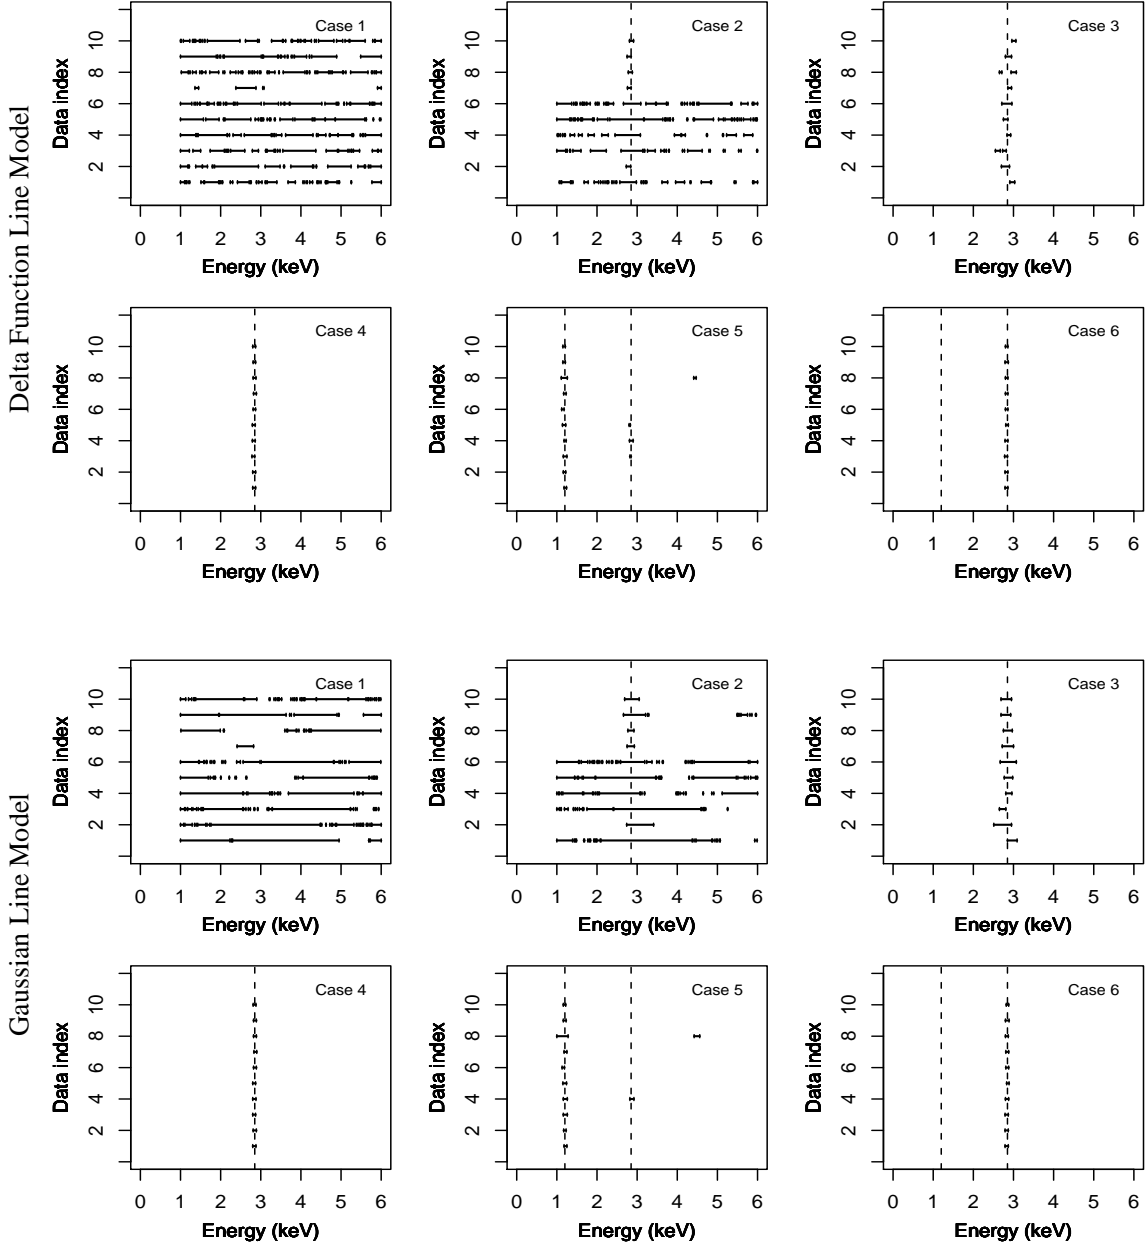 Delta Function Line Model
Case 1
Data index
2 4 6 8 10
0 1 2 3 4 5 6
Energy (keV)
Case 2
Data index
2 4 6 8 10
0 1 2 3 4 5 6
Energy (keV)
Case 3
Data index
2 4 6 8 10
0 1 2 3 4 5 6
Energy (keV)
Case 4
Data index
2 4 6 8 10
0 1 2 3 4 5 6
Energy (keV)
Case 5
Data index
2 4 6 8 10
0 1 2 3 4 5 6
Energy (keV)
Case 6
Data index
2 4 6 8 10
0 1 2 3 4 5 6
Energy (keV)
Gaussian Line Model
Case 1
Data index
2 4 6 8 10
0 1 2 3 4 5 6
Energy (keV)
Case 2
Data index
2 4 6 8 10
0 1 2 3 4 5 6
Energy (keV)
Case 3
Data index
2 4 6 8 10
0 1 2 3 4 5 6
Energy (keV)
Case 4
Data index
2 4 6 8 10
0 1 2 3 4 5 6
Energy (keV)
Case 5
Data index
2 4 6 8 10
0 1 2 3 4 5 6
Energy (keV)
Case 6
Data index
2 4 6 8 10
0 1 2 3 4 5 6
Energy (keV)